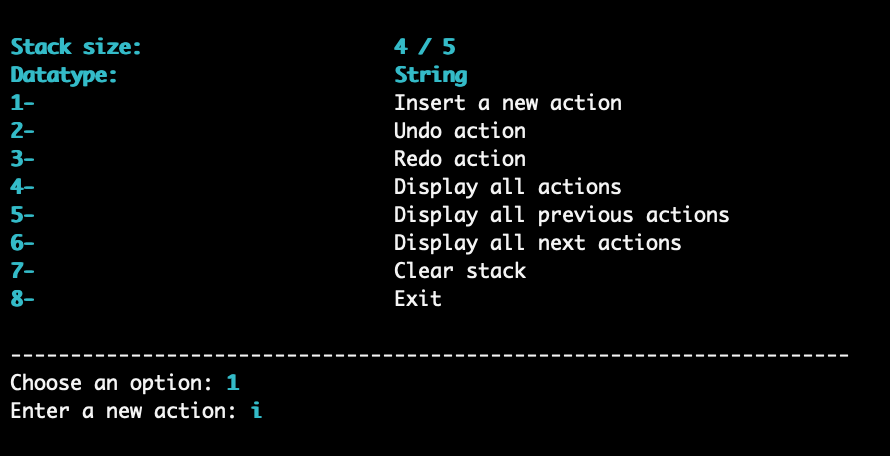 Stack size: 4 / 5
Datatype: String
1- Insert a new action
2- Undo action
3- Redo action
4- Display all actions
5- Display all previous actions
6- Display all next actions
7- Clear stack
8- Exit
----------------------------------------------------------------------
Choose an option: 1
Enter a new action: i